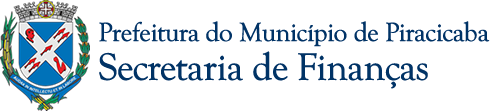 Prefeitura do Município de Piracicaba
Secretaria de Finanças